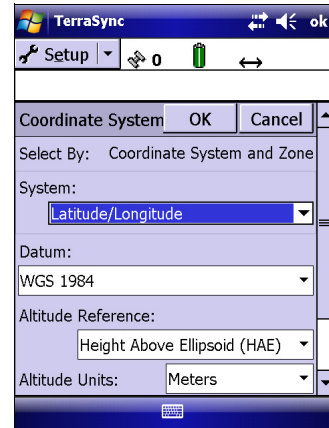 TerraSync ok
Setup 0
Coordinate System OK Cancel
Select By: Coordinate System and Zone
System:
Latitude/Longitude
Datum:
WGS 1984
Altitude Reference:
Height Above Ellipsoid (HAE)
Altitude Units: Meters